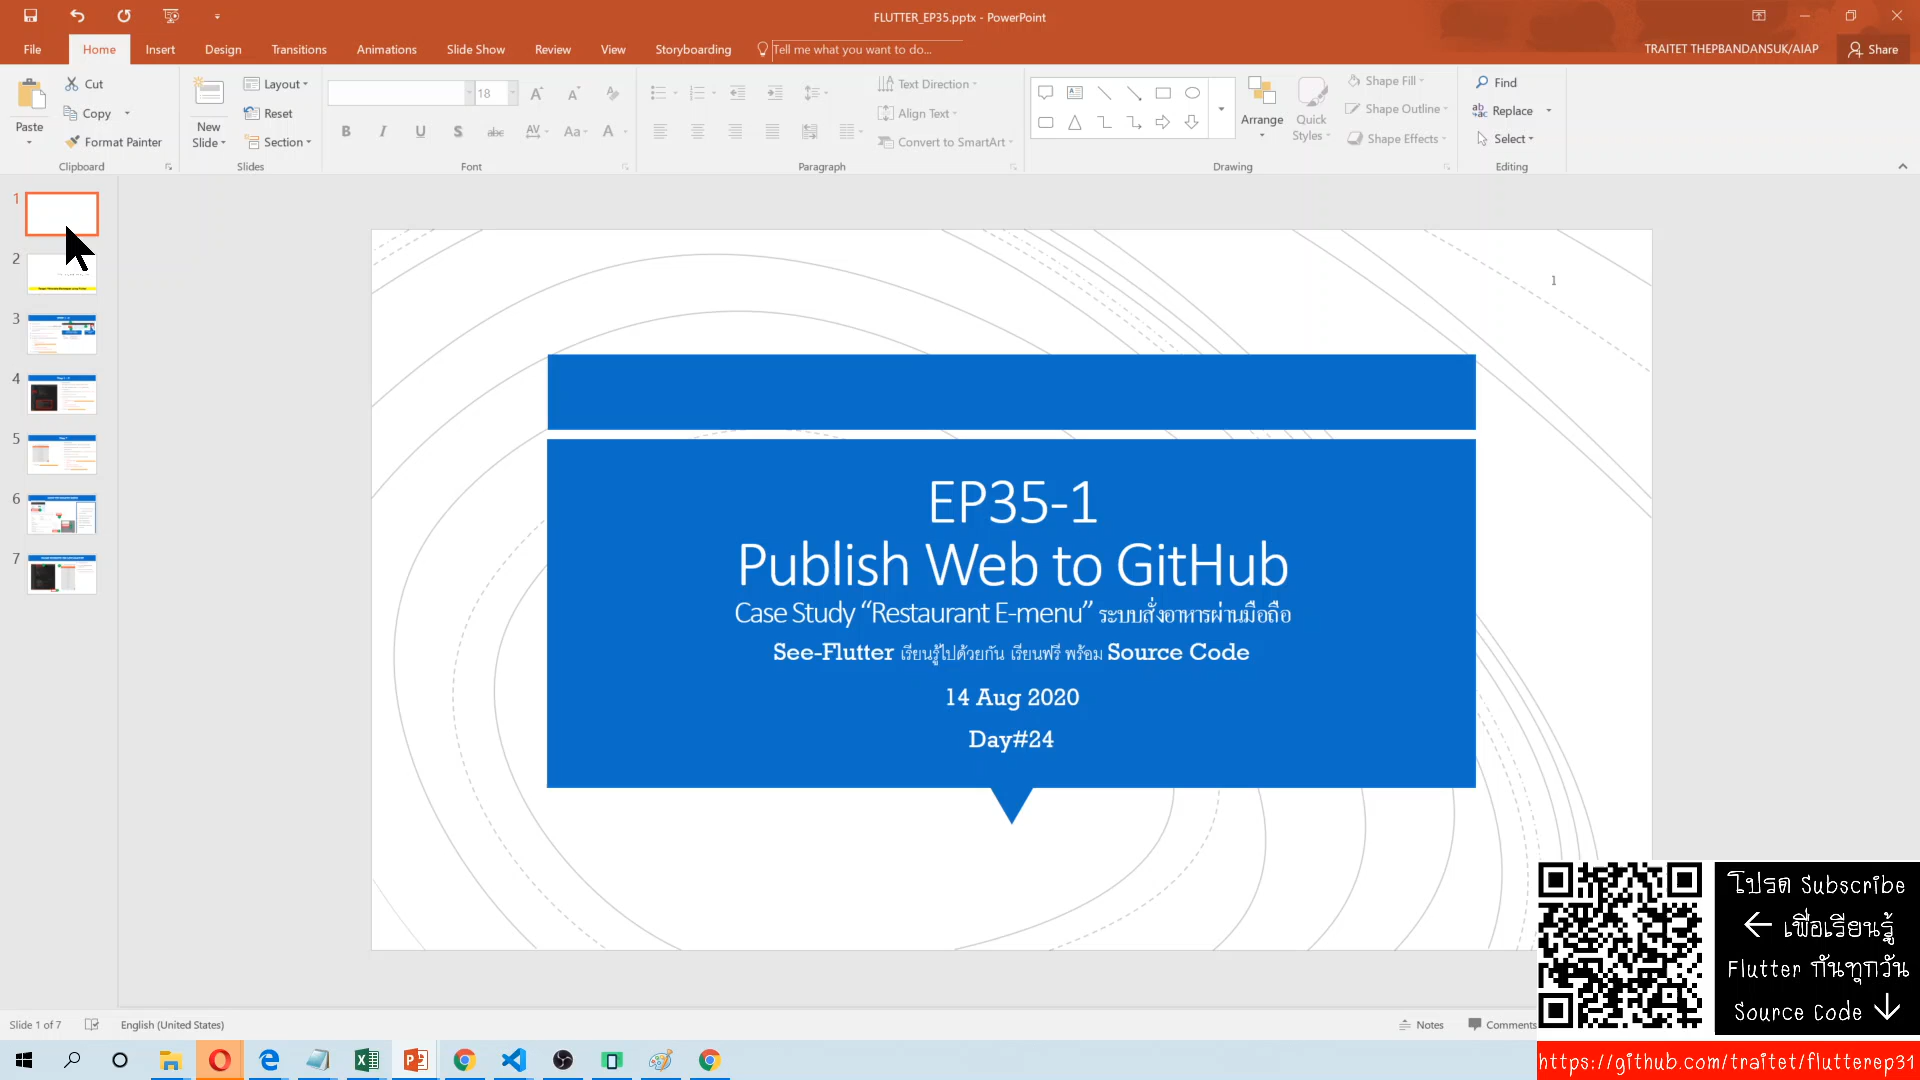 FLUTTER_EP35.pptx - PowerPoint
File Home Insert Design Transitions Animations Slide Show Review View Storyboarding Tell me what you want to do... TRAITET THEPBANDANSUK/AIAP Share
Paste
Cut
Copy
Format Painter
Clipboard
New Slide
Layout
Reset
Section
Slides
18
Font
Text Direction
Align Text
Convert to SmartArt
Paragraph
Arrange
Quick Styles
Shape Fill
Shape Outline
Shape Effects
Drawing
Find
Replace
Select
Editing
1
2
3
4
5
6
7
1
EP35-1
Publish Web to GitHub
Case Study “Restaurant E-menu” ระบบสั่งอาหารผ่านมือถือ
See-Flutter เรียนรู้ไปด้วยกัน เรียนฟรี พร้อม Source Code
14 Aug 2020
Day#24
โปรด Subscribe
← เพื่อเรียนรู้
Flutter กันทุกวัน
Source Code ↓
https://github.com/traitet/flutterep31
Slide 1 of 7 English (United States) Notes Comments